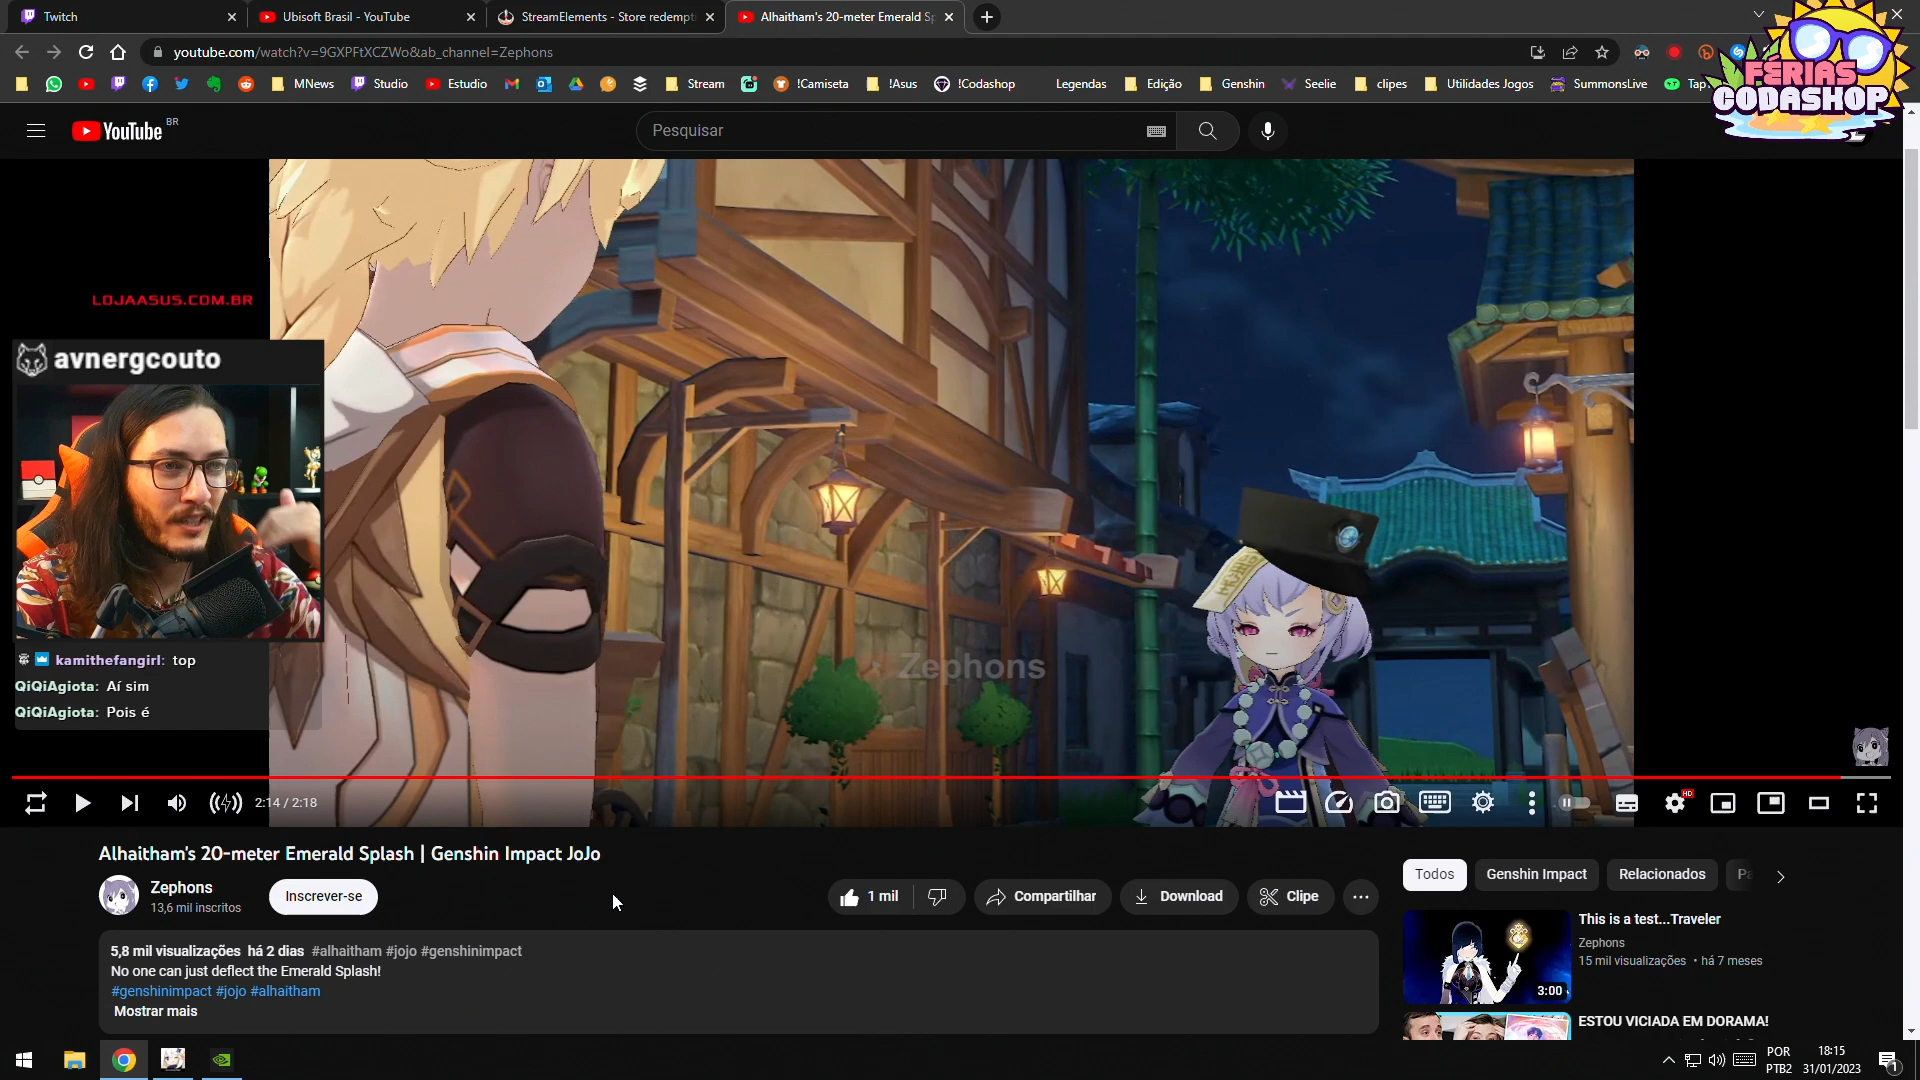 Twitch
Ubisoft Brasil - YouTube
StreamElements - Store redempti
Alhaitham's 20-meter Emerald Sp
youtube.com/watch?v=9GXPFtXCZWo&ab_channel=Zephons
MNews
Studio
Estudio
Stream
!Camiseta
!Asus
!Codashop
Legendas
Edição
Genshin
Seelie
clipes
Utilidades Jogos
SummonsLive
FÉRIAS
CODASHOP
YouTube BR
Pesquisar
LOJAASUS.COM.BR
avnergcouto
kamithefangirl: top
QiQiAgiota: Aí sim
QiQiAgiota: Pois é
Zephons
2:14 / 2:18
HD
Alhaitham's 20-meter Emerald Splash | Genshin Impact JoJo
Zephons
13,6 mil inscritos
Inscrever-se
1 mil
Compartilhar
Download
Clipe
5,8 mil visualizações há 2 dias #alhaitham #jojo #genshinimpact
No one can just deflect the Emerald Splash!
#genshinimpact #jojo #alhaitham
Mostrar mais
Todos
Genshin Impact
Relacionados
This is a test...Traveler
Zephons
15 mil visualizações • há 7 meses
3:00
ESTOU VICIADA EM DORAMA!
POR
PTB2
18:15
31/01/2023
1